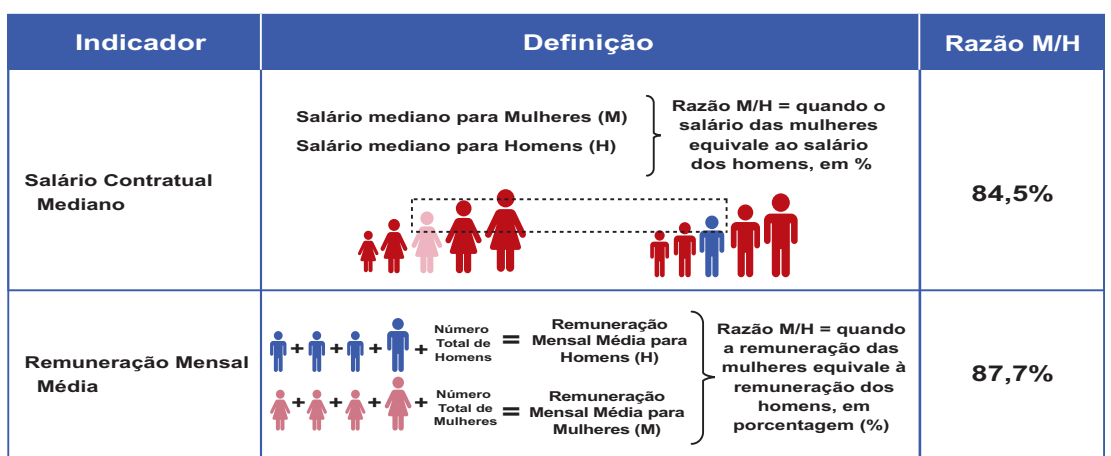 Indicador
Definição
Razão M/H
Salário Contratual
Mediano
Salário mediano para Mulheres (M)
Salário mediano para Homens (H)
Razão M/H = quando o
salário das mulheres
equivale ao salário
dos homens, em %
84,5%
Remuneração Mensal
Média
+ + + +
Número
Total de
Homens
=
Remuneração
Mensal Média para
Homens (H)
+ + + +
Número
Total de
Mulheres
=
Remuneração
Mensal Média para
Mulheres (M)
Razão M/H = quando
a remuneração das
mulheres equivale à
remuneração dos
homens, em
porcentagem (%)
87,7%